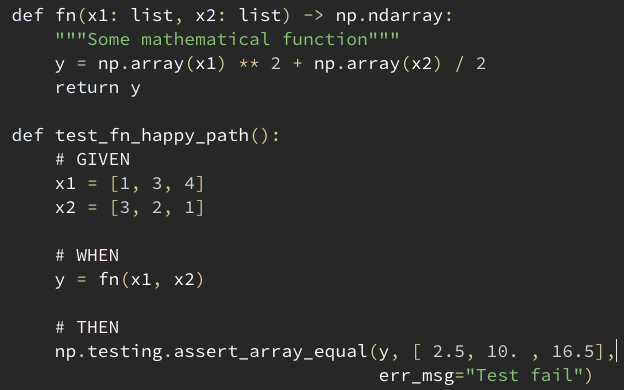 def fn(x1: list, x2: list) -> np.ndarray:
    """Some mathematical function"""
    y = np.array(x1) ** 2 + np.array(x2) / 2
    return y

def test_fn_happy_path():
    # GIVEN
    x1 = [1, 3, 4]
    x2 = [3, 2, 1]

    # WHEN
    y = fn(x1, x2)

    # THEN
    np.testing.assert_array_equal(y, [ 2.5, 10. , 16.5],
                                  err_msg="Test fail")